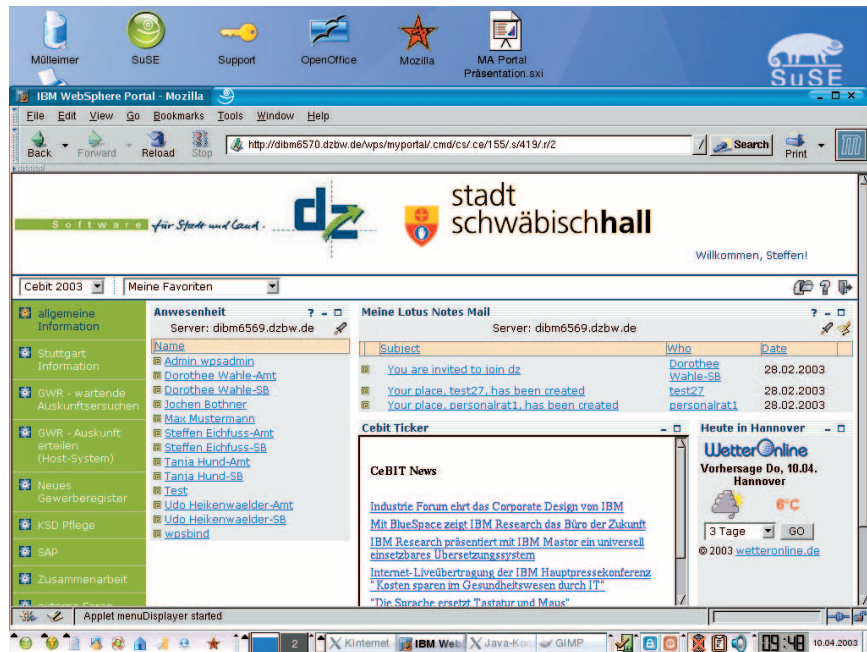 Mülleimer
SuSE
Support
OpenOffice
Mozilla
MA Portal
Präsentation.sxi
SuSE
IBM WebSphere Portal - Mozilla
File Edit View Go Bookmarks Tools Window Help
Back Forward Reload Stop http://dibm6570.dzbw.de/wps/myportal/.cmd/cs/.ce/155/.s/419/.r/2 Search Print
Software für Stadt und Land.
dz
stadt
schwäbischhall
Willkommen, Steffen!
Cebit 2003 Meine Favoriten
allgemeine
Information
Stuttgart
Information
GWR - wartende
Auskunftsersuchen
GWR - Auskunft
erteilen
(Host-System)
Neues
Gewerberegister
KSD Pflege
SAP
Zusammenarbeit
Anwesenheit ? - □
Server: dibm6569.dzbw.de
Name
Admin wpsadmin
Dorothee Wahle-Amt
Dorothee Wahle-SB
Jochen Bothner
Max Mustermann
Steffen Eichfuss-Amt
Steffen Eichfuss-SB
Tanja Hund-Amt
Tanja Hund-SB
Test
Udo Heikenwaelder-Amt
Udo Heikenwaelder-SB
wpsbind
Meine Lotus Notes Mail ? - □
Server: dibm6569.dzbw.de
Subject Who Date
You are invited to join dz Dorothee Wahle-SB 28.02.2003
Your place, test27, has been created test27 28.02.2003
Your place, personalrat1, has been created personalrat1 28.02.2003
Cebit Ticker
CeBIT News
Industrie Forum ehrt das Corporate Design von IBM
Mit BlueSpace zeigt IBM Research das Büro der Zukunft
IBM Research präsentiert mit IBM Mastor ein universell
einsetzbares Übersetzungssystem
Internet-Liveübertragung der IBM Hauptpressekonferenz
"Kosten sparen im Gesundheitswesen durch IT"
"Die Sprache ersetzt Tastatur und Maus"
Heute in Hannover
WetterOnline
Vorhersage Do, 10.04.
Hannover
6°C
3 Tage GO
© 2003 wetteronline.de
Applet menuDisplayer started
2 KInternet IBM Web Java-Kon GIMP 09:48 10.04.2003